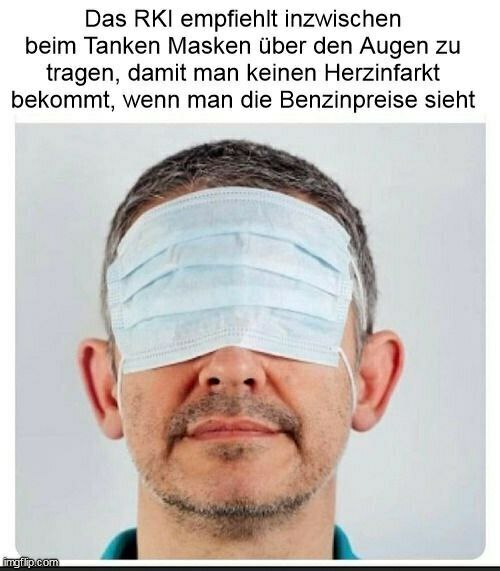 Das RKI empfiehlt inzwischen
beim Tanken Masken über den Augen zu
tragen, damit man keinen Herzinfarkt
bekommt, wenn man die Benzinpreise sieht
imgflip.com